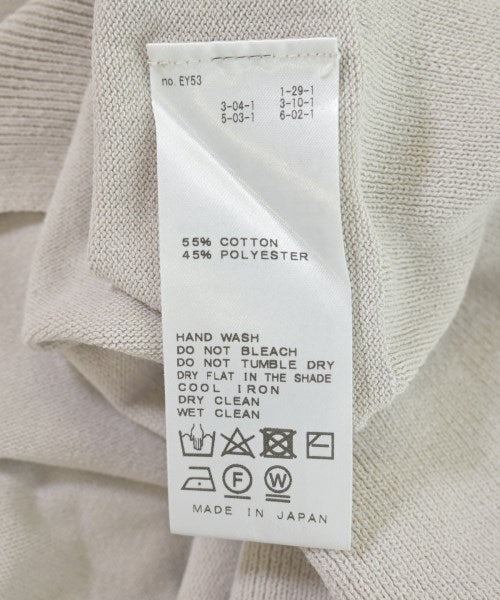 no. EY53
1-29-1
3-04-1 3-10-1
5-03-1 6-02-1
55% COTTON
45% POLYESTER
HAND WASH
DO NOT BLEACH
DO NOT TUMBLE DRY
DRY FLAT IN THE SHADE
COOL IRON
DRY CLEAN
WET CLEAN
F W
MADE IN JAPAN